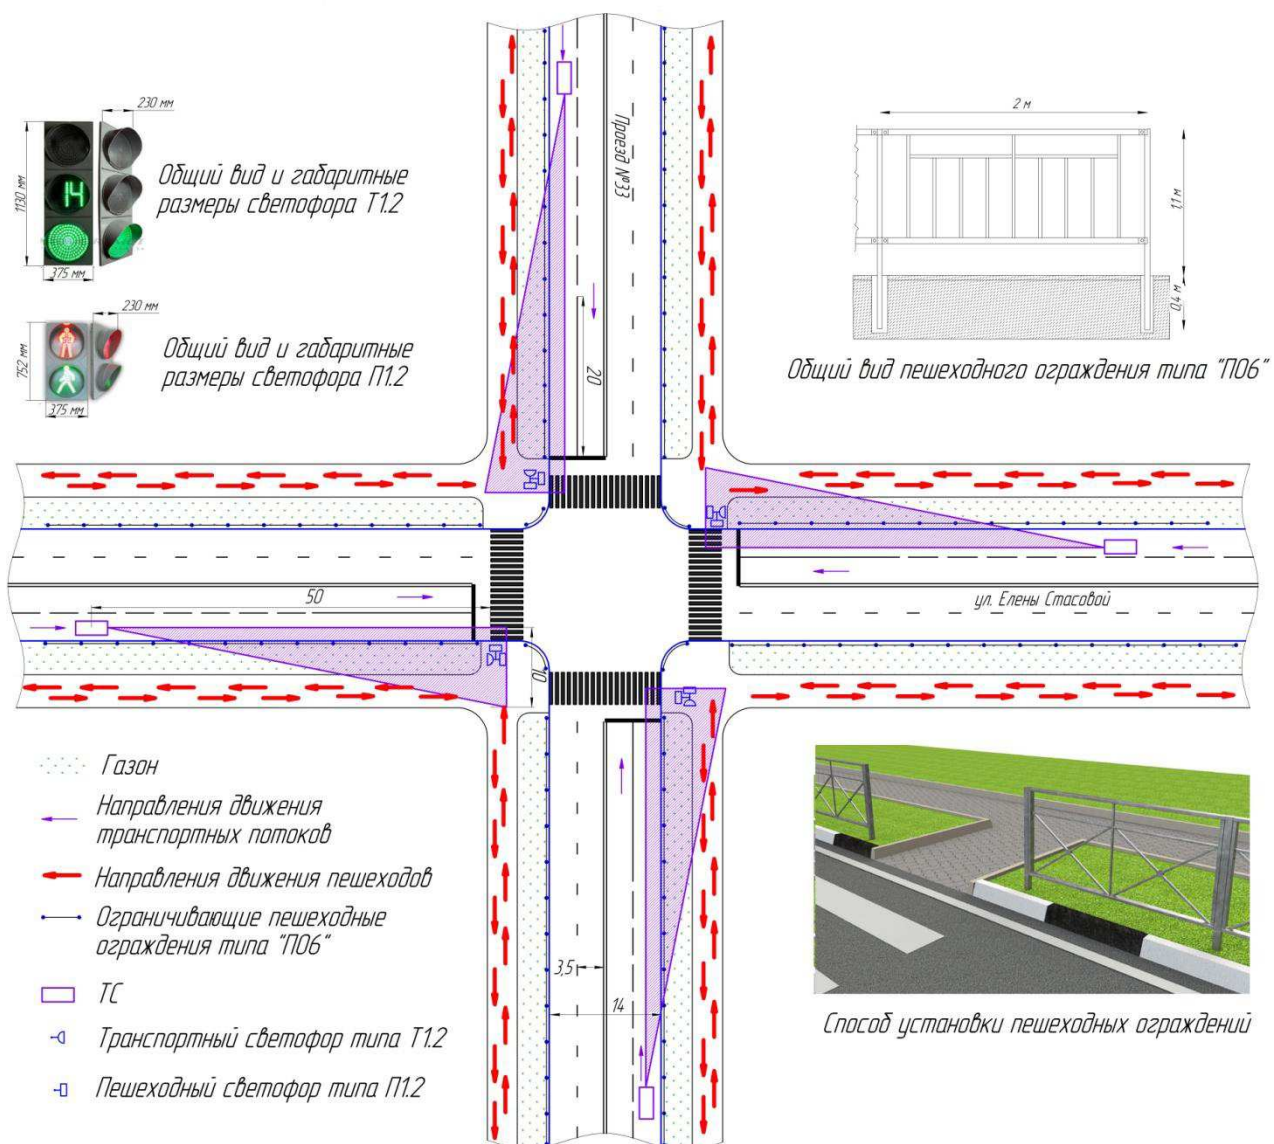 230 мм
1130 мм
14
375 мм
Общий вид и габаритные
размеры светофора Т1.2
230 мм
752 мм
375 мм
Общий вид и габаритные
размеры светофора П1.2
Проезд №33
20
2 м
1,1 м
0,4 м
Общий вид пешеходного ограждения типа "ПО6"
50
10
ул. Елены Стасовой
Газон
Направления движения
транспортных потоков
Направления движения пешеходов
Ограничивающие пешеходные
ограждения типа "ПО6"
ТС
Транспортный светофор типа Т1.2
Пешеходный светофор типа П1.2
3,5
14
Способ установки пешеходных ограждений